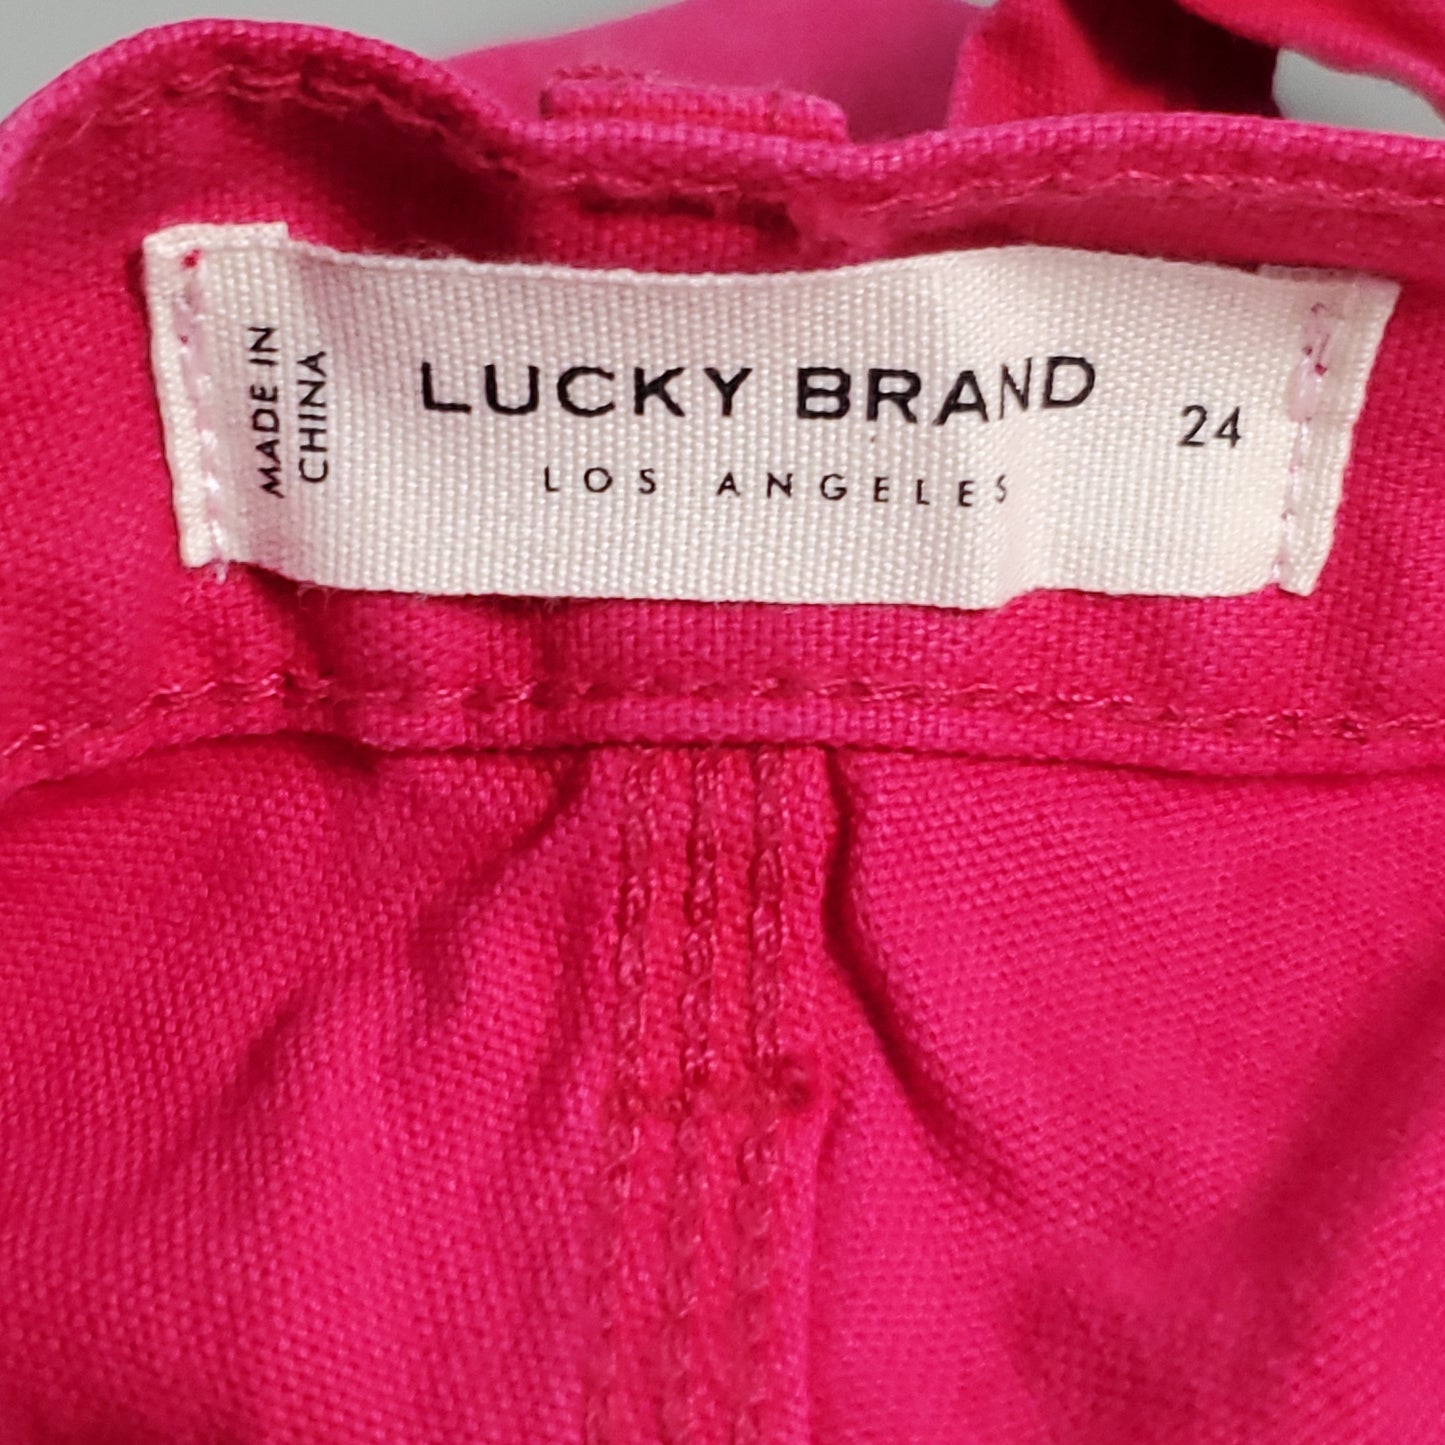 MADE IN
CHINA
LUCKY BRAND
LOS ANGELES
24